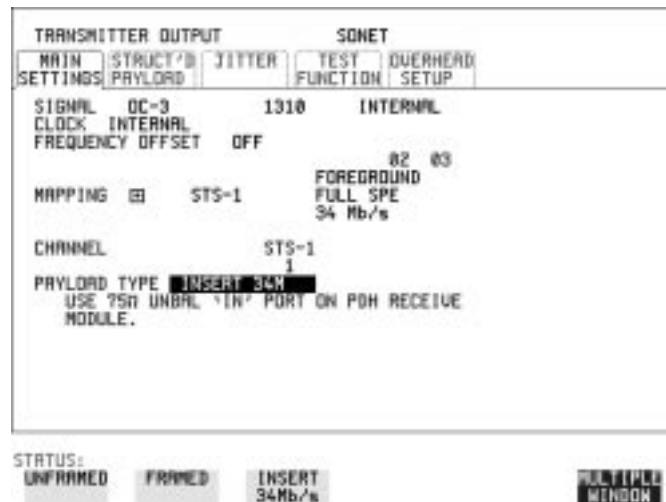 TRANSMITTER OUTPUT SONET
MAIN SETTINGS STRUCT'D PAYLOAD JITTER TEST FUNCTION OVERHEAD SETUP
SIGNAL OC-3 1310 INTERNAL
CLOCK INTERNAL
FREQUENCY OFFSET OFF
02 03
FOREGROUND
MAPPING STS-1 FULL SPE
34 Mb/s
CHANNEL STS-1
1
PAYLOAD TYPE INSERT 34M
USE 75Ω UNBAL 'IN' PORT ON PDH RECEIVE
MODULE.
STATUS:
UNFRAMED FRAMED INSERT 34Mb/s MULTIPLE WINDOW